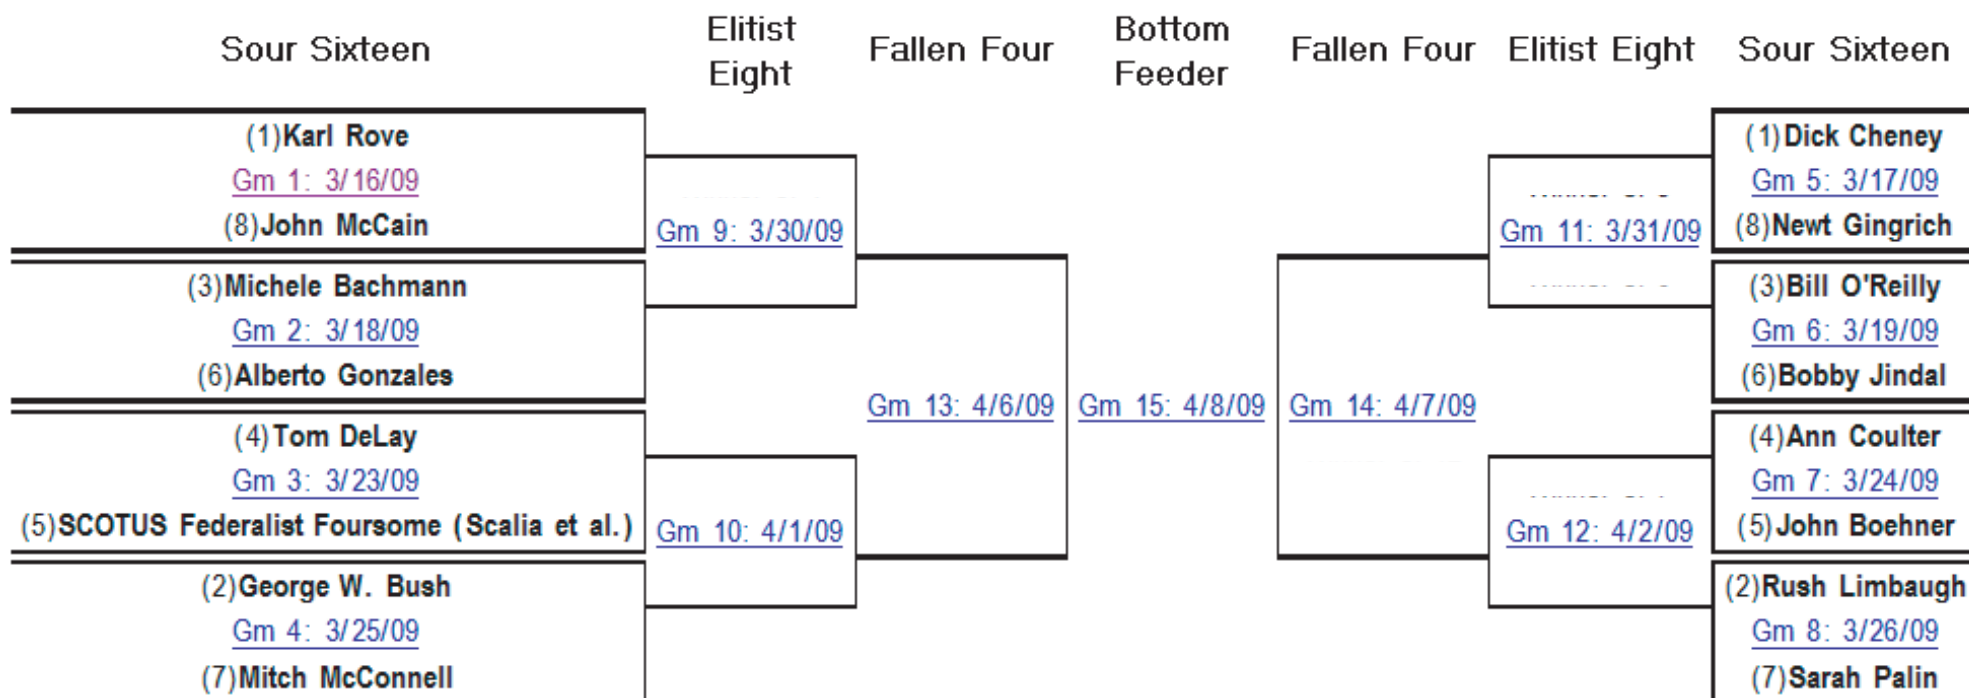 Sour Sixteen
Elitist
Eight
Fallen Four
Bottom
Feeder
Fallen Four
Elitist Eight
Sour Sixteen
(1)Karl Rove
Gm 1: 3/16/09
(8)John McCain
(3)Michele Bachmann
Gm 2: 3/18/09
(6)Alberto Gonzales
(4)Tom DeLay
Gm 3: 3/23/09
(5)SCOTUS Federalist Foursome (Scalia et al.)
(2)George W. Bush
Gm 4: 3/25/09
(7)Mitch McConnell
Gm 9: 3/30/09
Gm 10: 4/1/09
Gm 13: 4/6/09
Gm 15: 4/8/09
Gm 14: 4/7/09
Gm 11: 3/31/09
Gm 12: 4/2/09
(1)Dick Cheney
Gm 5: 3/17/09
(8)Newt Gingrich
(3)Bill O'Reilly
Gm 6: 3/19/09
(6)Bobby Jindal
(4)Ann Coulter
Gm 7: 3/24/09
(5)John Boehner
(2)Rush Limbaugh
Gm 8: 3/26/09
(7)Sarah Palin